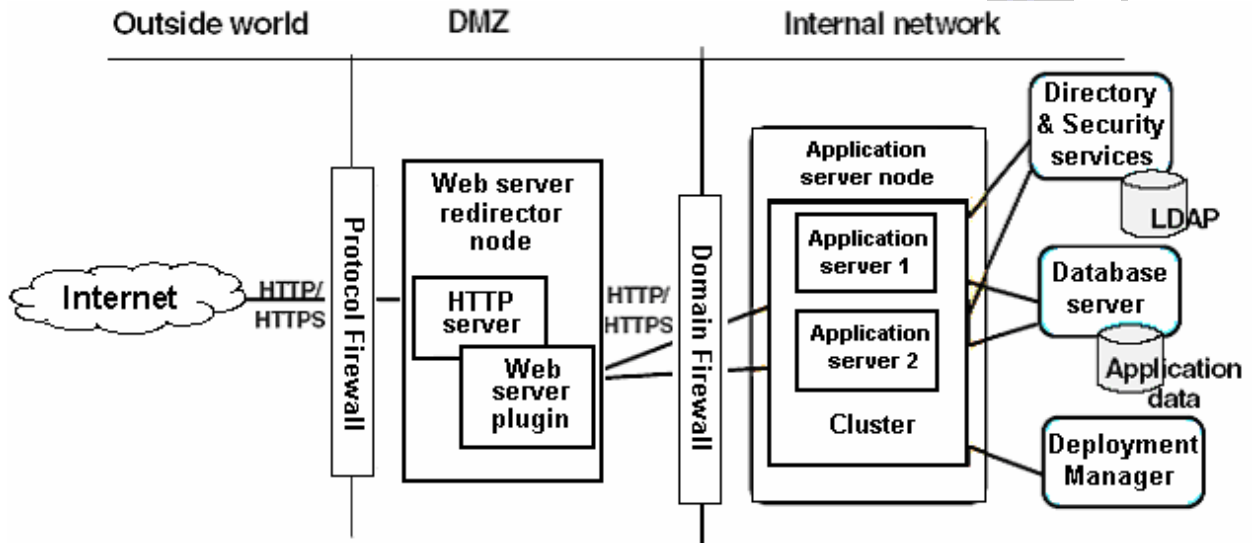 Outside world
DMZ
Internal network
Internet
HTTP/
HTTPS
Protocol Firewall
Web server
redirector
node
HTTP
server
Web
server
plugin
HTTP/
HTTPS
Domain Firewall
Application
server node
Application
server 1
Application
server 2
Cluster
Directory
& Security
services
LDAP
Database
server
Application
data
Deployment
Manager